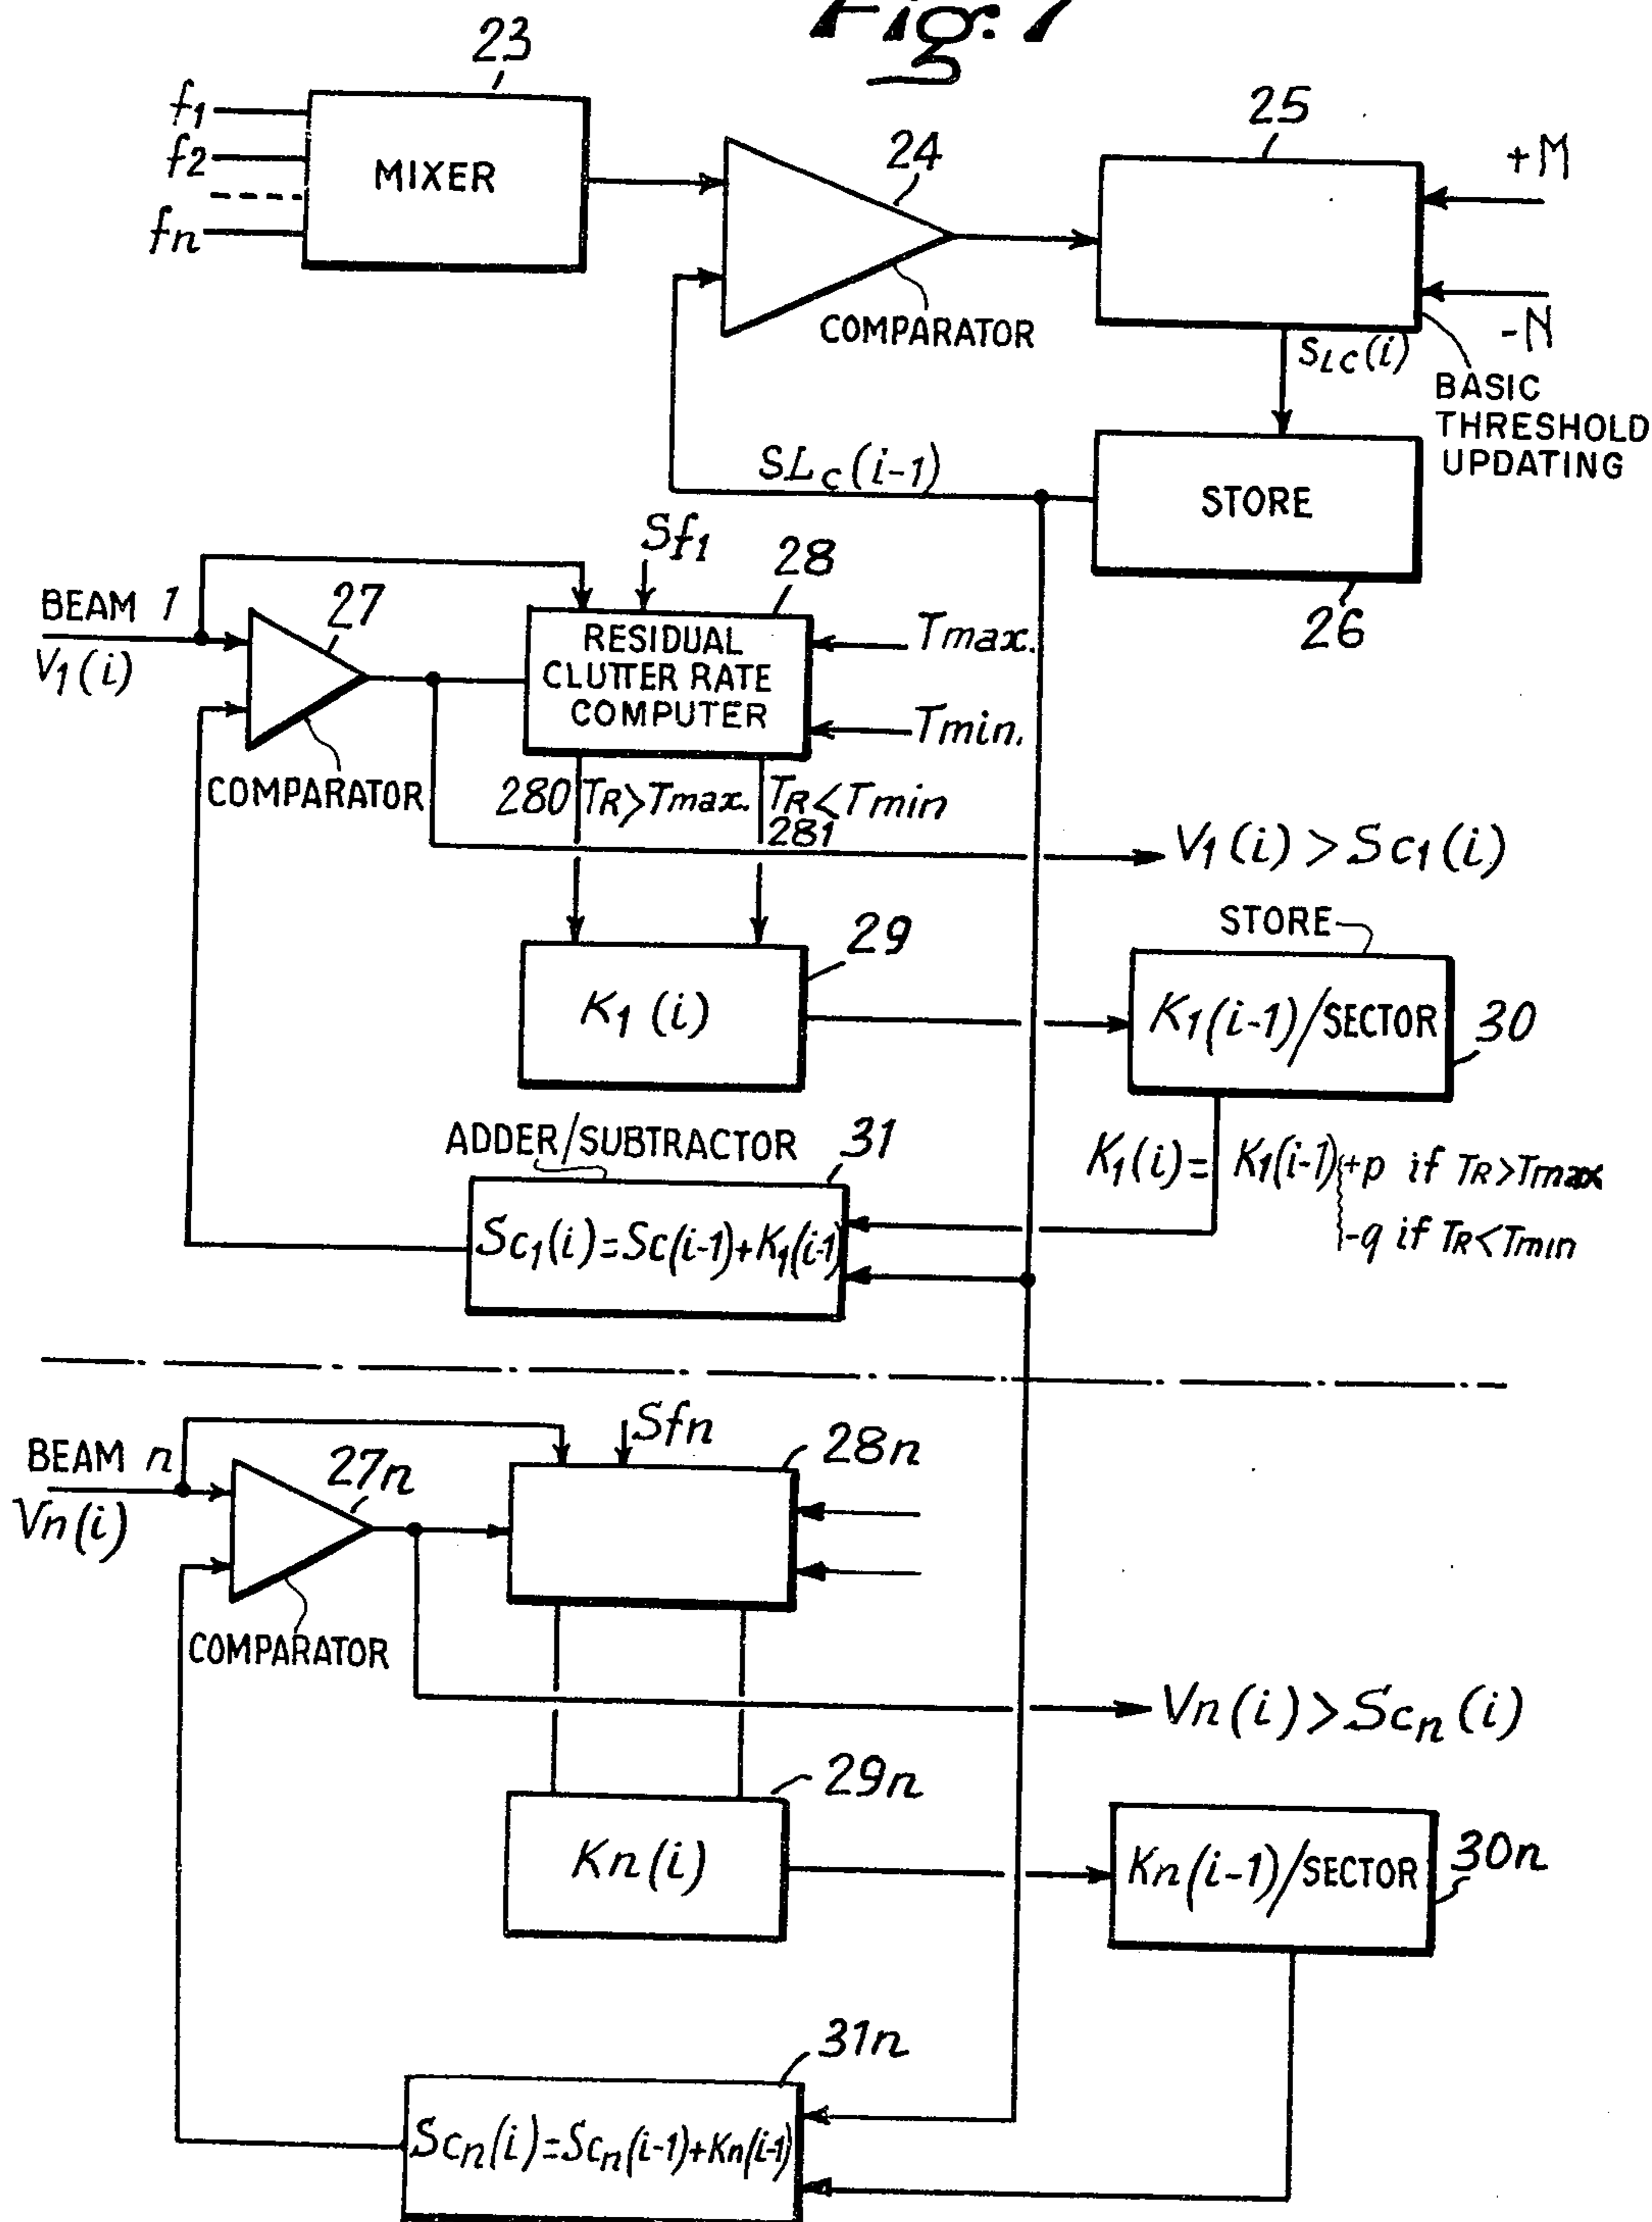 Fig. 7
23
f1
f2
fn
MIXER
24
COMPARATOR
25
+M
-N
SLC(i)
BASIC
THRESHOLD
UPDATING
SLc(i-1)
STORE
26
Sf1
28
BEAM 1
V1(i)
27
COMPARATOR
RESIDUAL
CLUTTER RATE
COMPUTER
Tmax.
Tmin.
280
TR>Tmax.
TR<Tmin
281
V1(i) > Sc1(i)
K1(i)
29
STORE
K1(i-1)/SECTOR
30
ADDER/SUBTRACTOR
31
Sc1(i)=Sc(i-1)+K1(i-1)
K1(i)= K1(i-1) +p if TR>Tmax
-q if TR<Tmin
BEAM n
Vn(i)
27n
COMPARATOR
Sfn
28n
Vn(i) > Scn(i)
Kn(i)
29n
Kn(i-1)/SECTOR
30n
31n
Scn(i)=Scn(i-1)+Kn(i-1)